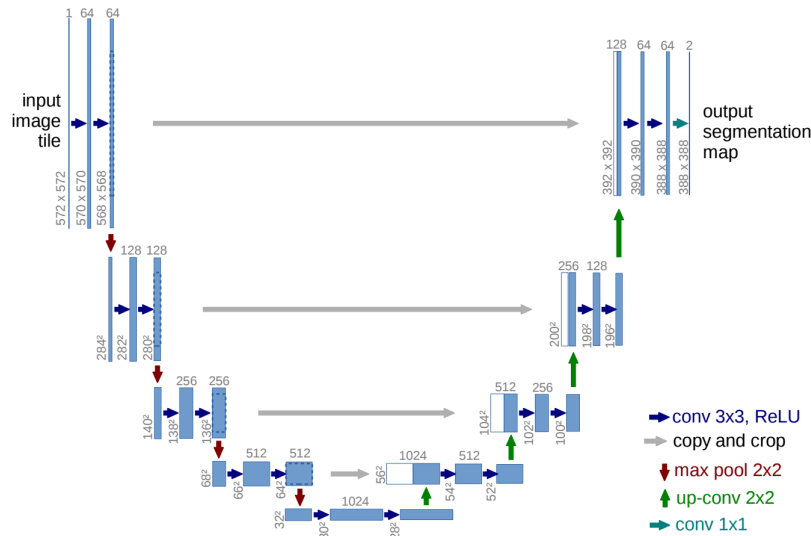 1 64 64
128 64 64 2
input
image
tile
output
segmentation
map
572 x 572
570 x 570
568 x 568
392 x 392
390 x 390
388 x 388
388 x 388
128 128
256 128
284²
282²
280²
200²
198²
196²
256 256
512 256
140²
138²
136²
104²
102²
100²
512 512
1024 512
68²
66²
64²
56²
54²
52²
1024
32²
30²
28²
conv 3x3, ReLU
copy and crop
max pool 2x2
up-conv 2x2
conv 1x1